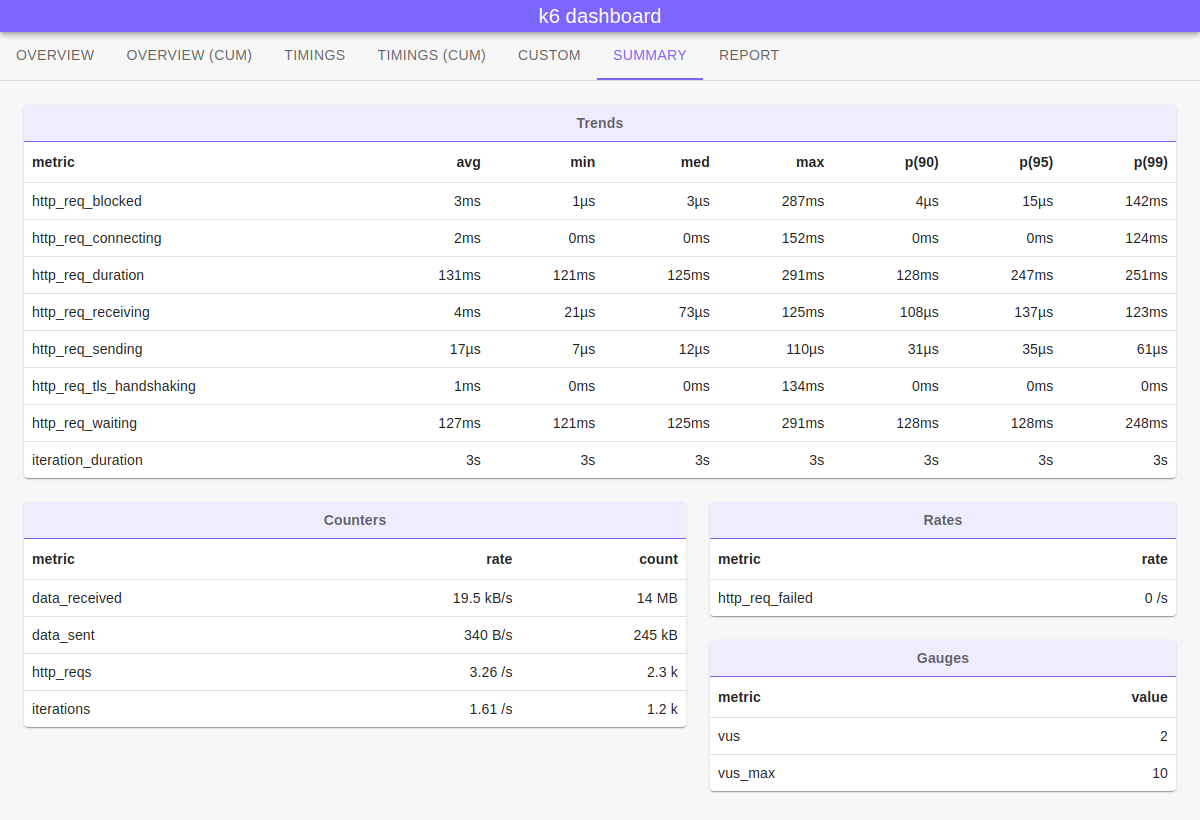 k6 dashboard
OVERVIEW OVERVIEW (CUM) TIMINGS TIMINGS (CUM) CUSTOM SUMMARY REPORT
Trends
metric avg min med max p(90) p(95) p(99)
http_req_blocked 3ms 1µs 3µs 287ms 4µs 15µs 142ms
http_req_connecting 2ms 0ms 0ms 152ms 0ms 0ms 124ms
http_req_duration 131ms 121ms 125ms 291ms 128ms 247ms 251ms
http_req_receiving 4ms 21µs 73µs 125ms 108µs 137µs 123ms
http_req_sending 17µs 7µs 12µs 110µs 31µs 35µs 61µs
http_req_tls_handshaking 1ms 0ms 0ms 134ms 0ms 0ms 0ms
http_req_waiting 127ms 121ms 125ms 291ms 128ms 128ms 248ms
iteration_duration 3s 3s 3s 3s 3s 3s 3s
Counters
metric rate count
data_received 19.5 kB/s 14 MB
data_sent 340 B/s 245 kB
http_reqs 3.26 /s 2.3 k
iterations 1.61 /s 1.2 k
Rates
metric rate
http_req_failed 0 /s
Gauges
metric value
vus 2
vus_max 10